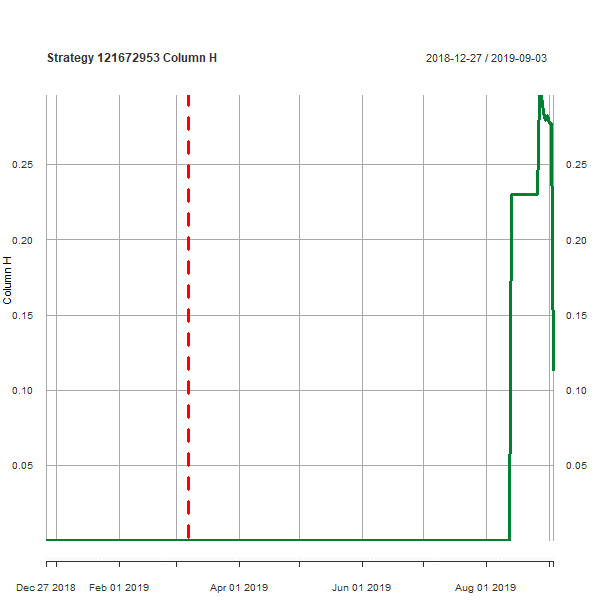 Strategy 121672953 Column H
2018-12-27 / 2019-09-03
0.25
0.25
0.20
0.20
Column H
0.15
0.15
0.10
0.10
0.05
0.05
Dec 27 2018
Feb 01 2019
Apr 01 2019
Jun 01 2019
Aug 01 2019